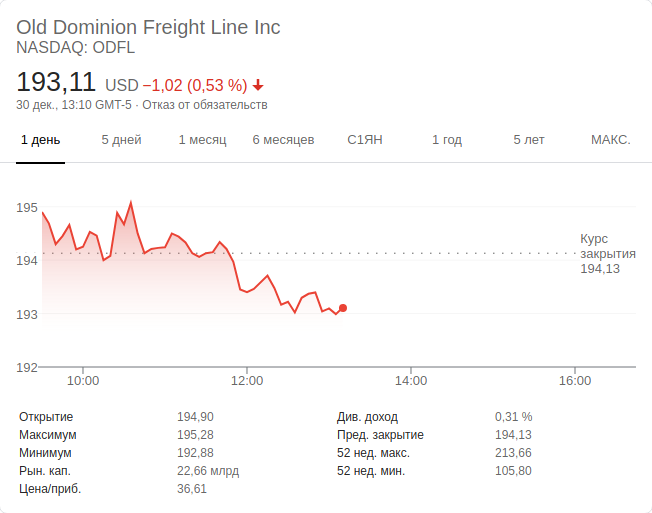 Old Dominion Freight Line Inc
NASDAQ: ODFL
193,11 USD −1,02 (0,53 %)
30 дек., 13:10 GMT-5 · Отказ от обязательств
1 день 5 дней 1 месяц 6 месяцев С1ЯН 1 год 5 лет МАКС.
195
194
193
192
Курс
закрытия
194,13
10:00 12:00 14:00 16:00
Открытие 194,90
Максимум 195,28
Минимум 192,88
Рын. кап. 22,66 млрд
Цена/приб. 36,61
Див. доход 0,31 %
Пред. закрытие 194,13
52 нед. макс. 213,66
52 нед. мин. 105,80